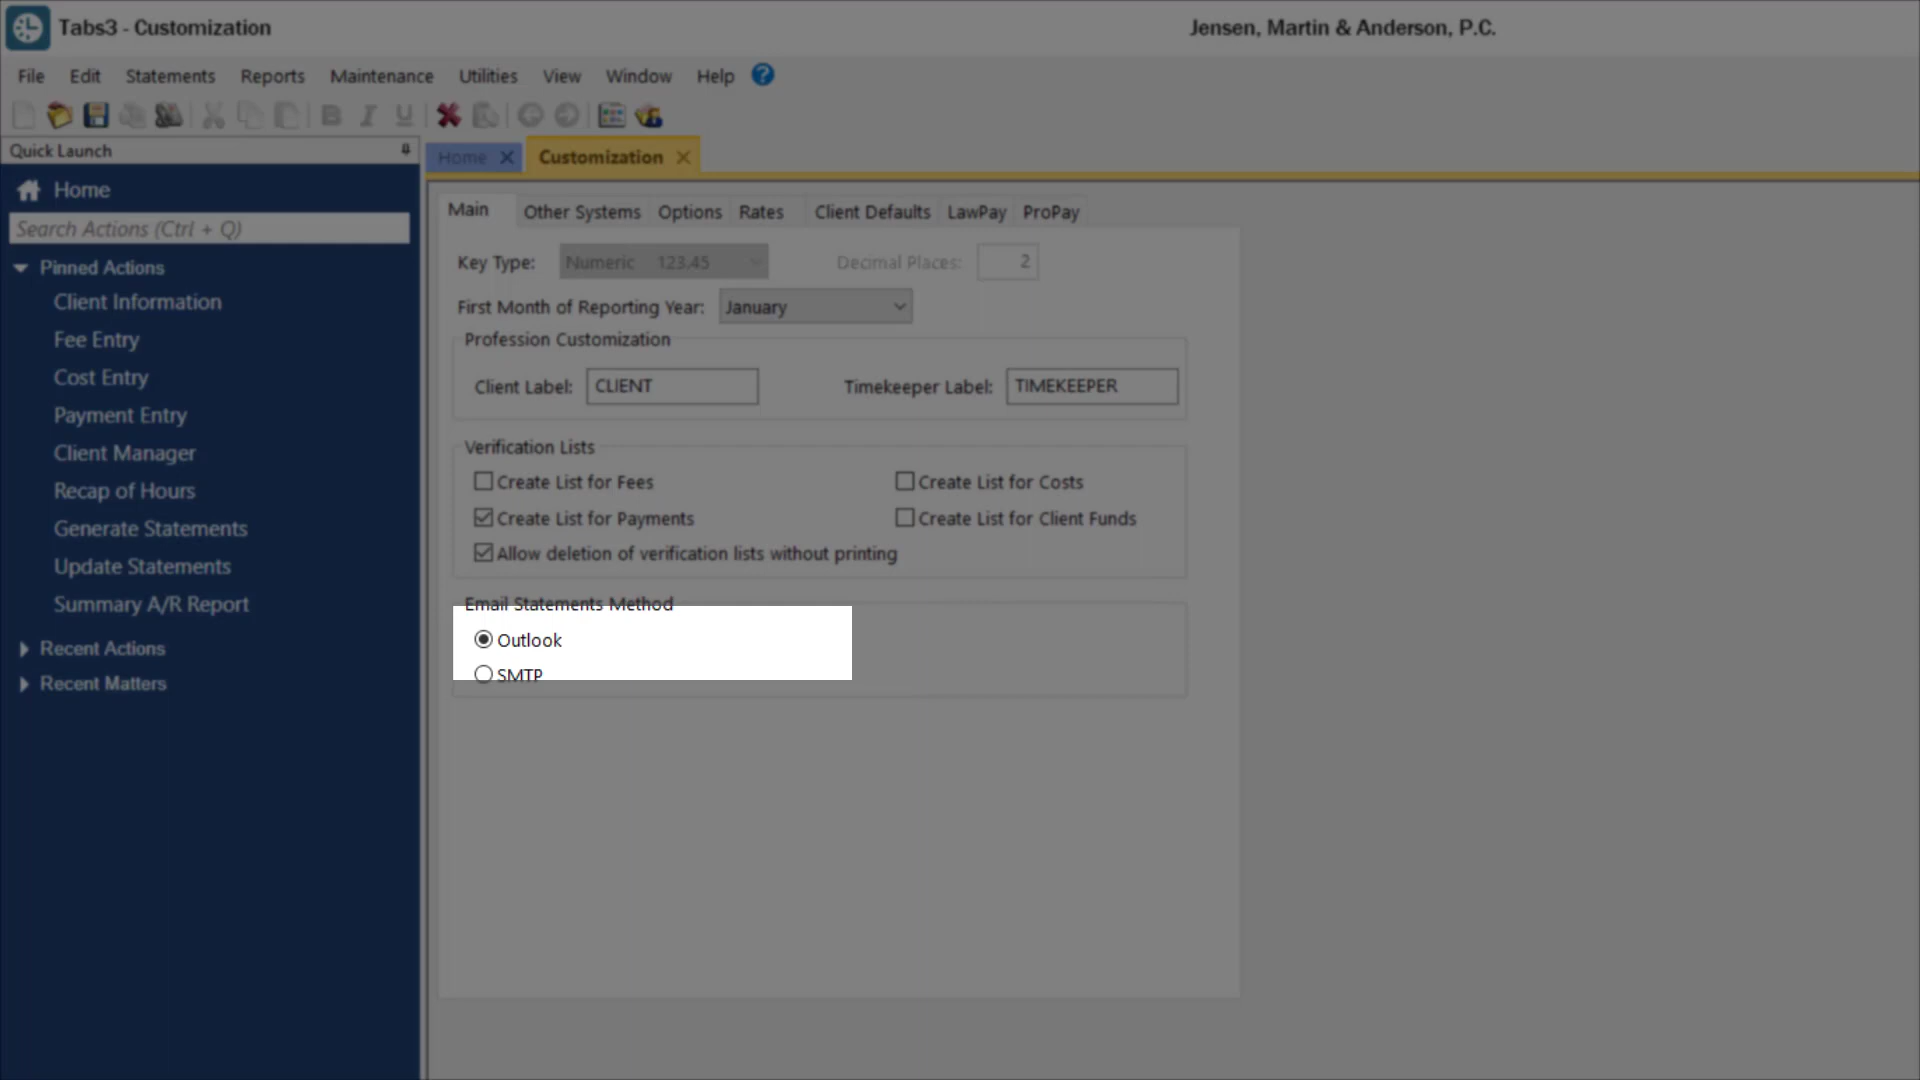 Tabs3 - Customization
Jensen, Martin & Anderson, P.C.
File Edit Statements Reports Maintenance Utilities View Window Help ?
B I U
Quick Launch
Home Customization
Home
Search Actions (Ctrl + Q)
Pinned Actions
Client Information
Fee Entry
Cost Entry
Payment Entry
Client Manager
Recap of Hours
Generate Statements
Update Statements
Summary A/R Report
Recent Actions
Recent Matters
Main Other Systems Options Rates Client Defaults LawPay ProPay
Key Type: Numeric 123.45 Decimal Places: 2
First Month of Reporting Year: January
Profession Customization
Client Label: CLIENT Timekeeper Label: TIMEKEEPER
Verification Lists
Create List for Fees Create List for Costs
Create List for Payments Create List for Client Funds
Allow deletion of verification lists without printing
Email Statements Method
Outlook
SMTP